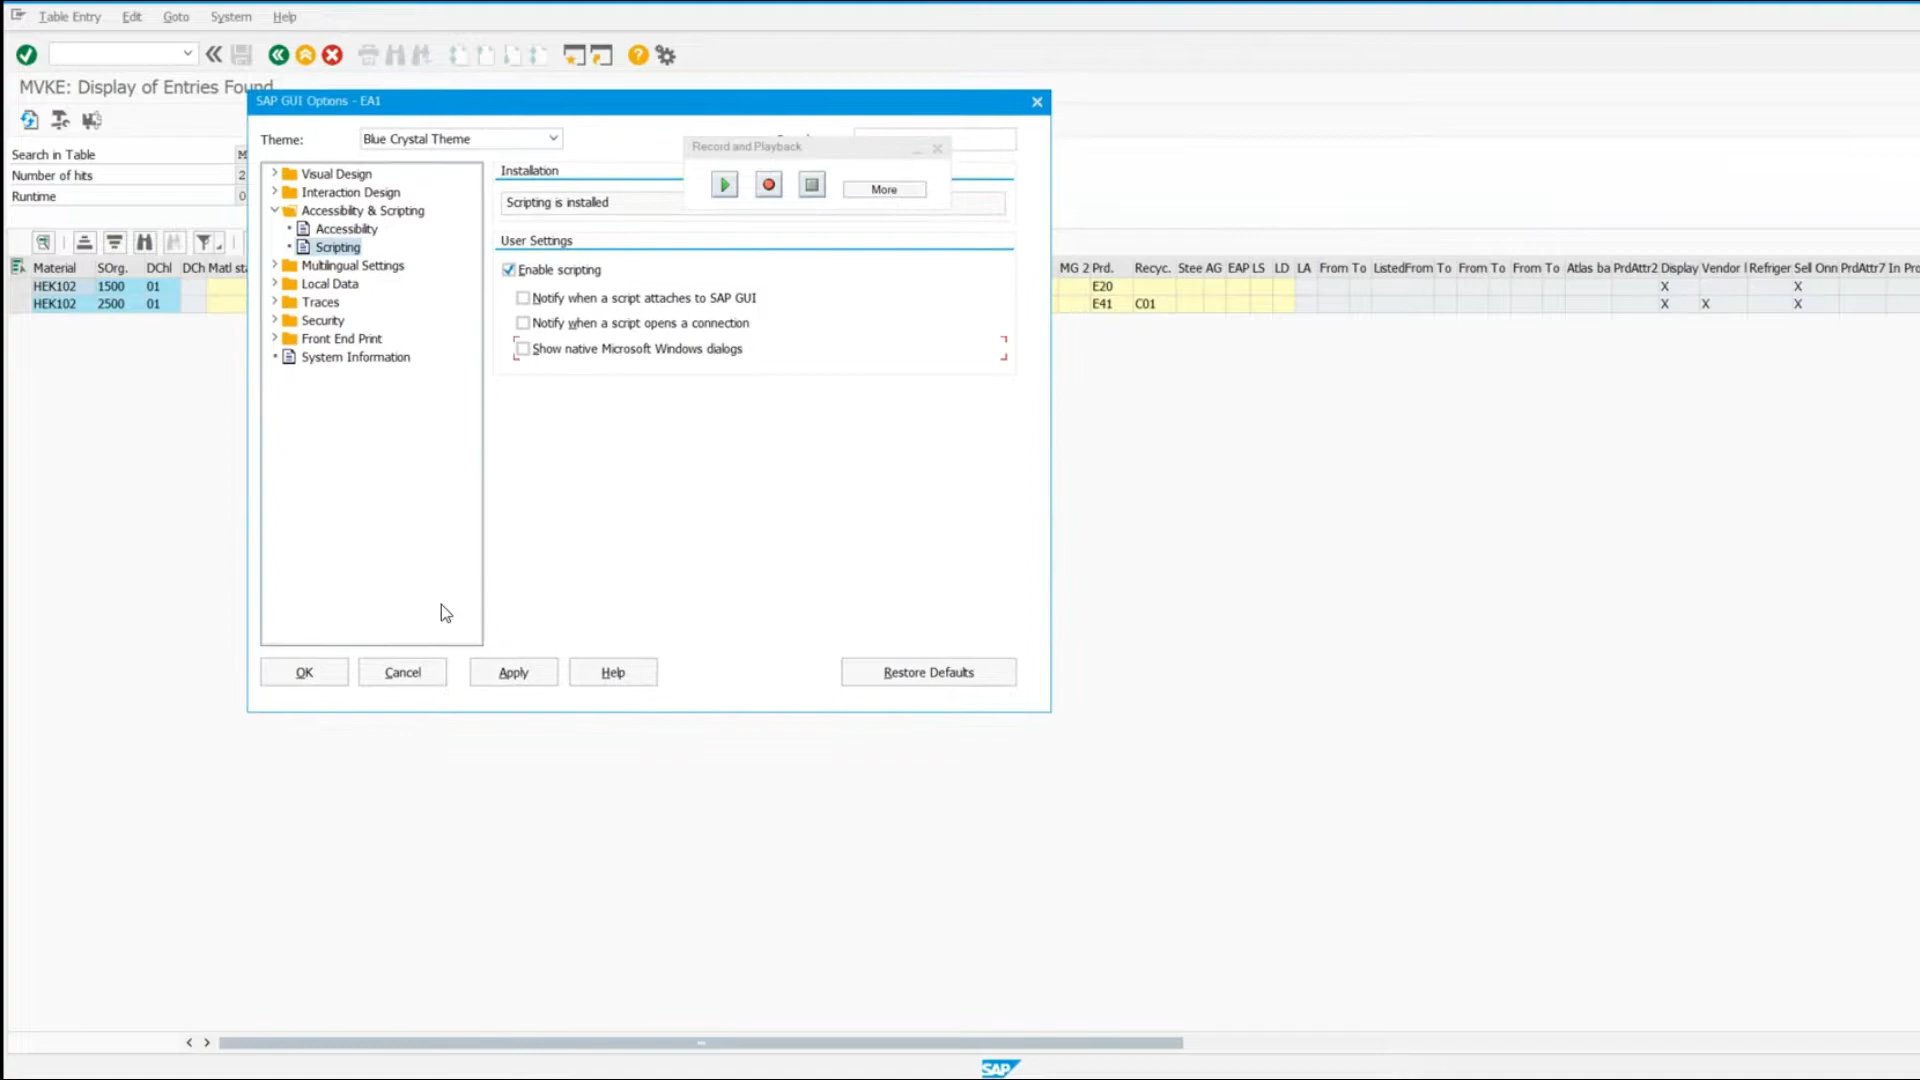 Table Entry Edit Goto System Help
MVKE: Display of Entries Found
SAP GUI Options - EA1
Theme: Blue Crystal Theme
Record and Playback
More
Search in Table M
Number of hits 2
Runtime 0
Visual Design
Interaction Design
Accessibility & Scripting
Accessibility
Scripting
Multilingual Settings
Local Data
Traces
Security
Front End Print
System Information
Installation
Scripting is installed
User Settings
Enable scripting
Notify when a script attaches to SAP GUI
Notify when a script opens a connection
Show native Microsoft Windows dialogs
OK Cancel Apply Help Restore Defaults
Material SOrg. DChl DCh Matl sta MG 2 Prd. Recyc. Stee AG EAP LS LD LA From To ListedFrom To From To From To Atlas ba PrdAttr2 Display Vendor Refriger Sell Onn PrdAttr7 In Pro
HEK102 1500 01 E20 X X
HEK102 2500 01 E41 C01 X X X
SAP